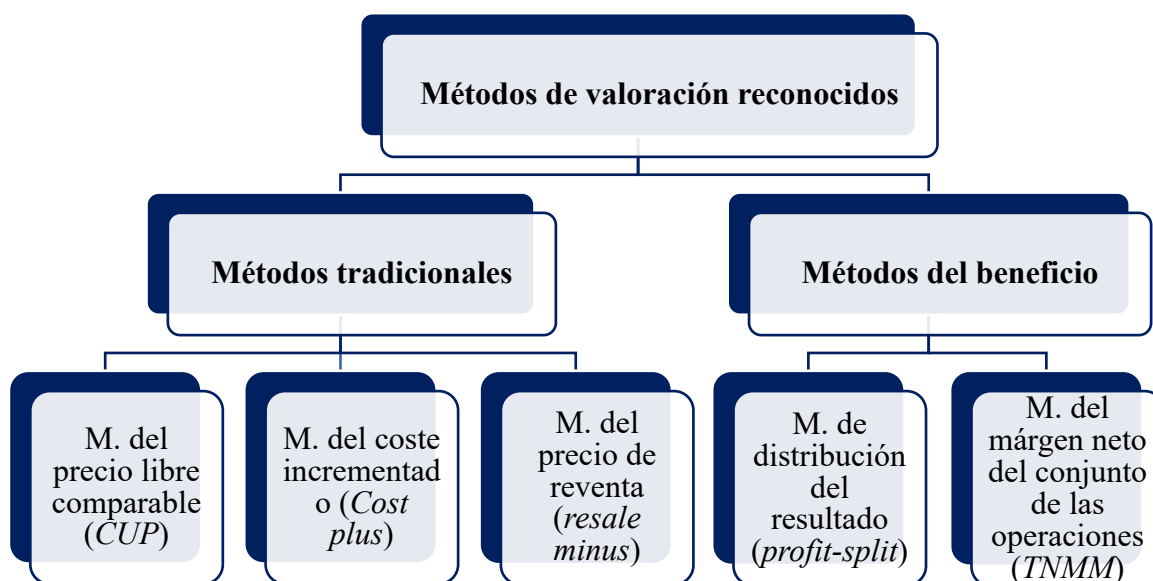 Métodos de valoración reconocidos
Métodos tradicionales
Métodos del beneficio
M. del
precio libre
comparable
(CUP)
M. del coste
incrementad
o (Cost
plus)
M. del
precio de
reventa
(resale
minus)
M. de
distribución
del
resultado
(profit-split)
M. del
márgen neto
del conjunto
de las
operaciones
(TNMM)